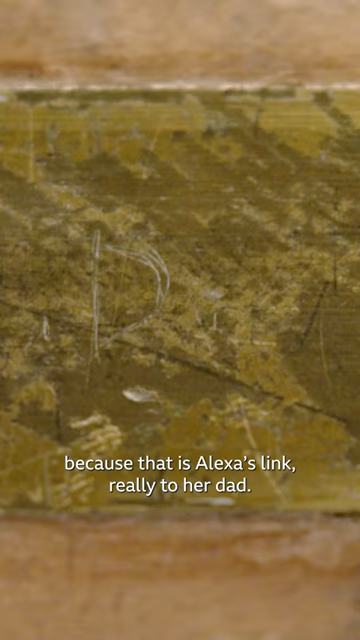 D
because that is Alexa's link,
really to her dad.